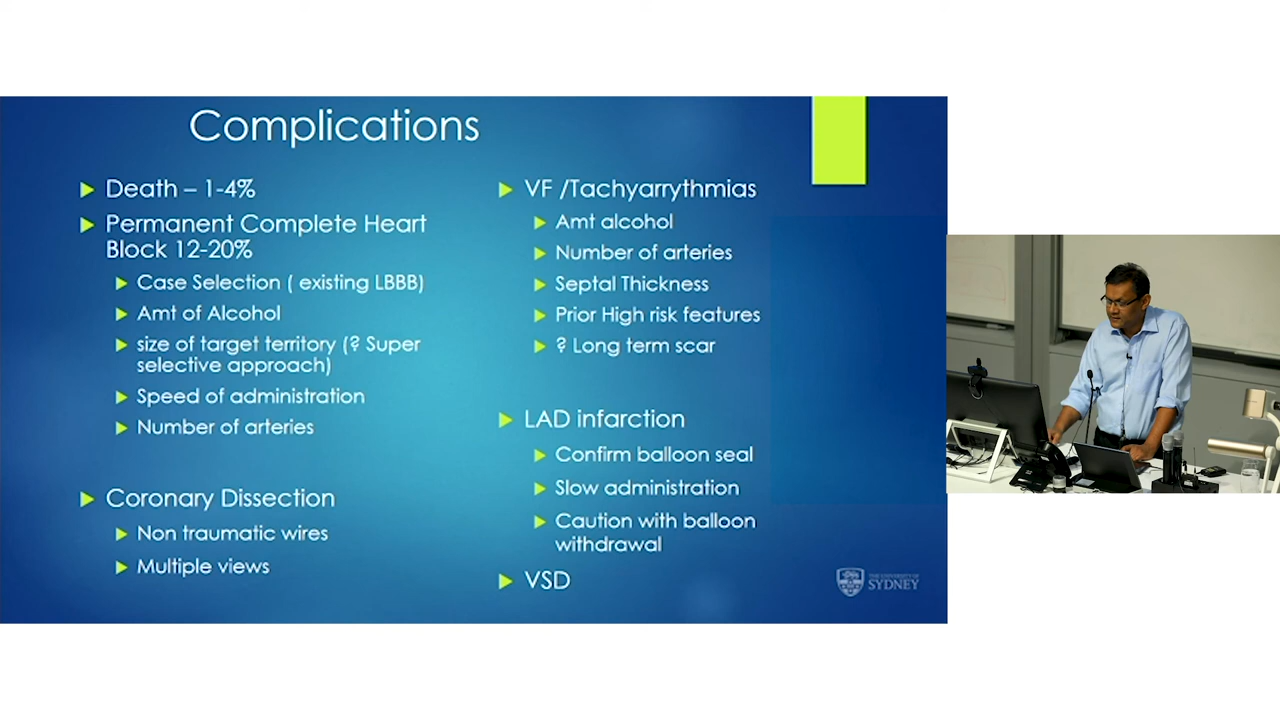 Complications
Death – 1-4%
Permanent Complete Heart
Block 12-20%
Case Selection ( existing LBBB)
Amt of Alcohol
size of target territory (? Super
selective approach)
Speed of administration
Number of arteries
Coronary Dissection
Non traumatic wires
Multiple views
VF /Tachyarrythmias
Amt alcohol
Number of arteries
Septal Thickness
Prior High risk features
? Long term scar
LAD infarction
Confirm balloon seal
Slow administration
Caution with balloon
withdrawal
VSD
THE UNIVERSITY OF
SYDNEY